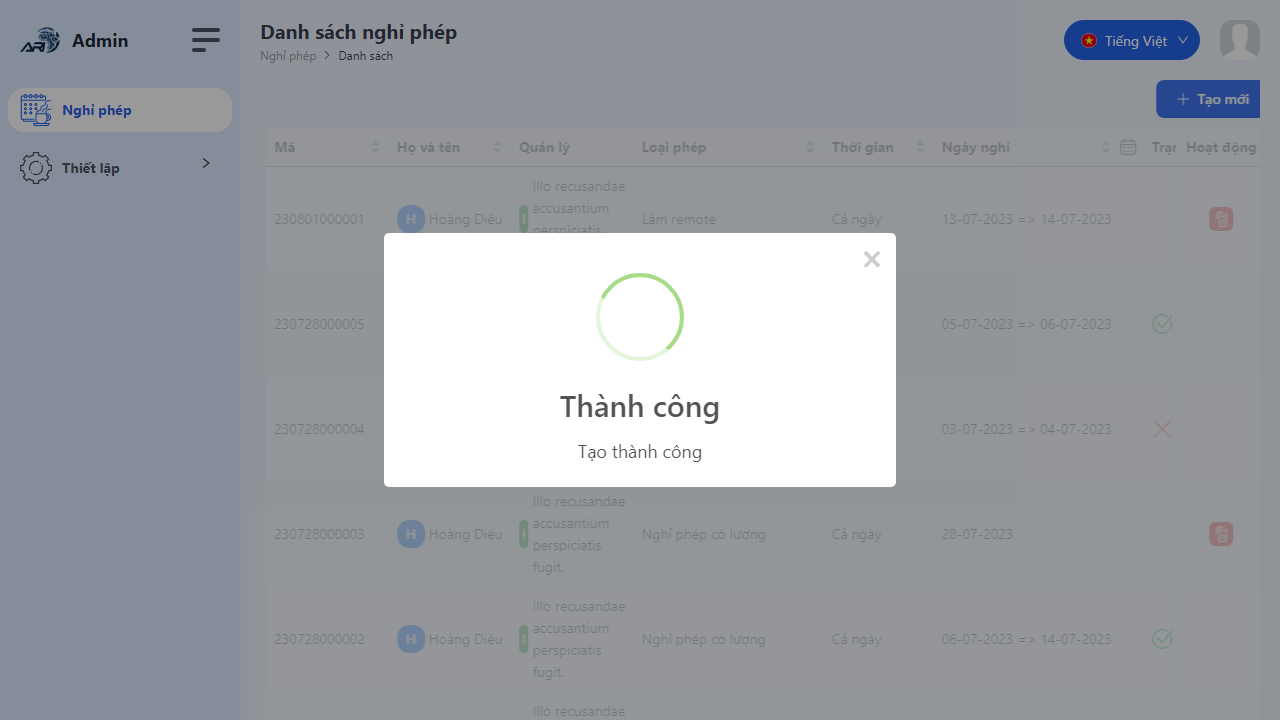 ARI Admin
Danh sách nghỉ phép
Nghỉ phép > Danh sách
Tiếng Việt
Nghỉ phép
Thiết lập
Tạo mới
Mã Họ và tên Quản lý Loại phép Thời gian Ngày nghỉ Trạn Hoạt động
Illo recusandae
accusantium
perspiciatis
230801000001 H Hoàng Diệu I Làm remote Cả ngày 13-07-2023 => 14-07-2023
230728000005 05-07-2023 => 06-07-2023
230728000004 03-07-2023 => 04-07-2023
×
Thành công
Tạo thành công
Illo recusandae
accusantium
perspiciatis
fugit.
230728000003 H Hoàng Diệu I Nghỉ phép có lương Cả ngày 28-07-2023
Illo recusandae
accusantium
perspiciatis
fugit.
230728000002 H Hoàng Diệu I Nghỉ phép có lương Cả ngày 06-07-2023 => 14-07-2023
Illo recusandae